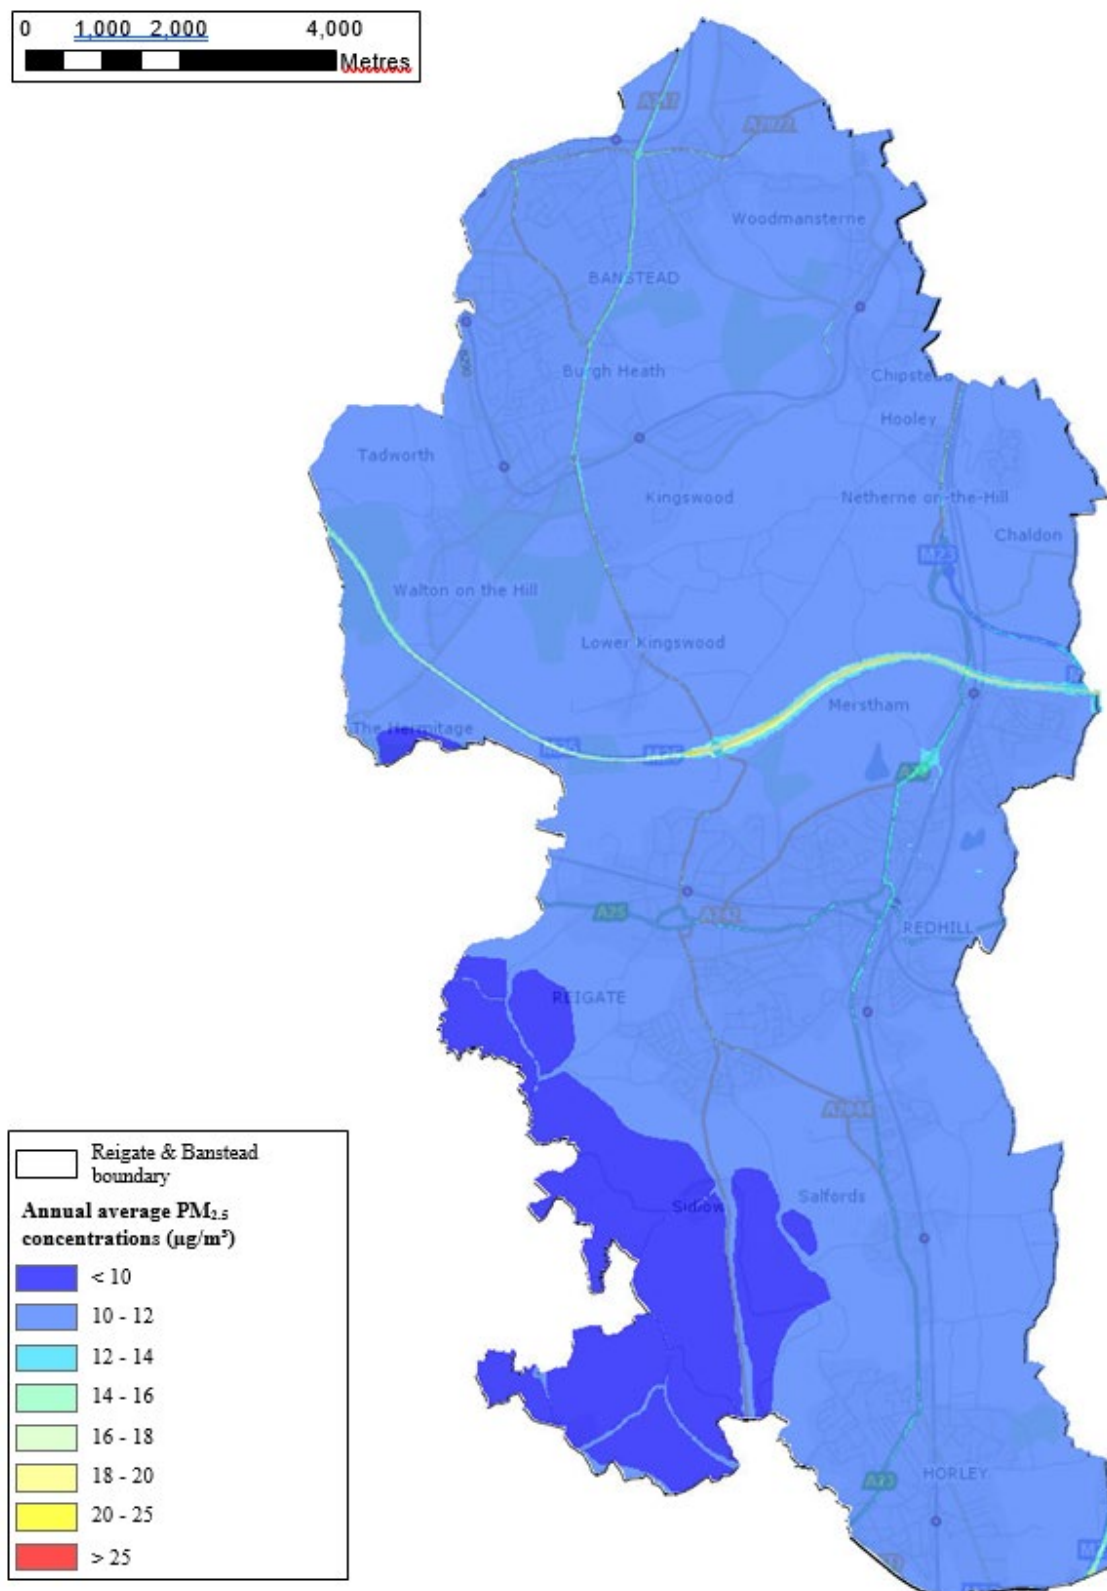 0 1,000 2,000 4,000
Metres
A217
A2022
Woodmansterne
BANSTEAD
Burgh Heath
Chipstead
Hooley
Tadworth
Kingswood
Netherne on-the-Hill
Chaldon
M23
Walton on the Hill
Lower Kingswood
Merstham
The Hermitage
M25
M25
A25
A242
REDHILL
REIGATE
A2044
Sidlow
Salfords
HORLEY
A23
Reigate & Banstead
boundary
Annual average PM2.5
concentrations (µg/m³)
< 10
10 - 12
12 - 14
14 - 16
16 - 18
18 - 20
20 - 25
> 25